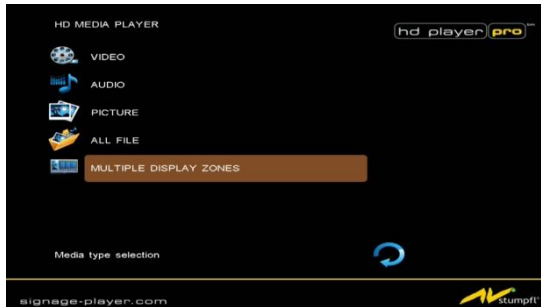 HD MEDIA PLAYER
hd player pro
VIDEO
AUDIO
PICTURE
ALL FILE
MULTIPLE DISPLAY ZONES
Media type selection
signage-player.com
AV stumpfl